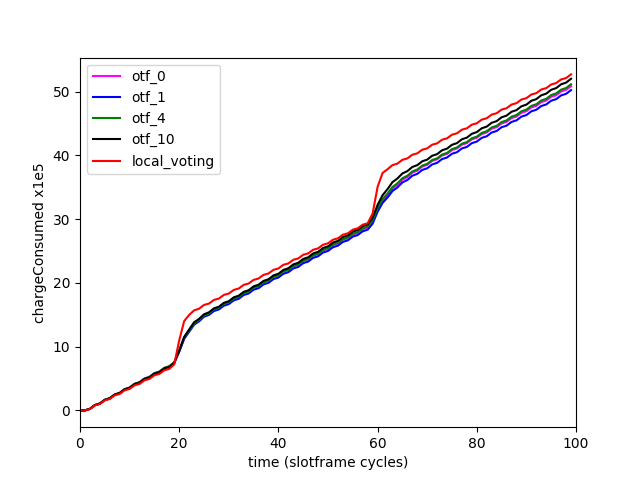 otf_0
otf_1
otf_4
otf_10
local_voting
chargeConsumed x1e5
50
40
30
20
10
0
0 20 40 60 80 100
time (slotframe cycles)